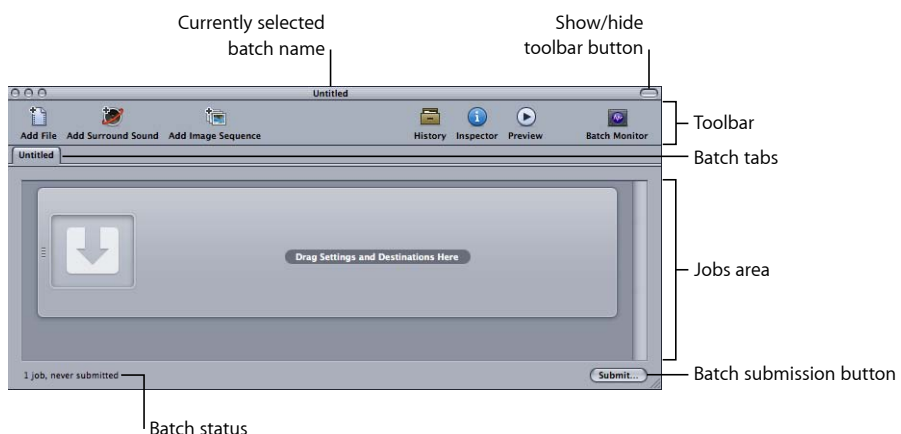 Currently selected
batch name
Show/hide
toolbar button
Untitled
Add File Add Surround Sound Add Image Sequence History Inspector Preview Batch Monitor
Toolbar
Untitled
Batch tabs
Drag Settings and Destinations Here
Jobs area
1 job, never submitted
Submit...
Batch submission button
Batch status